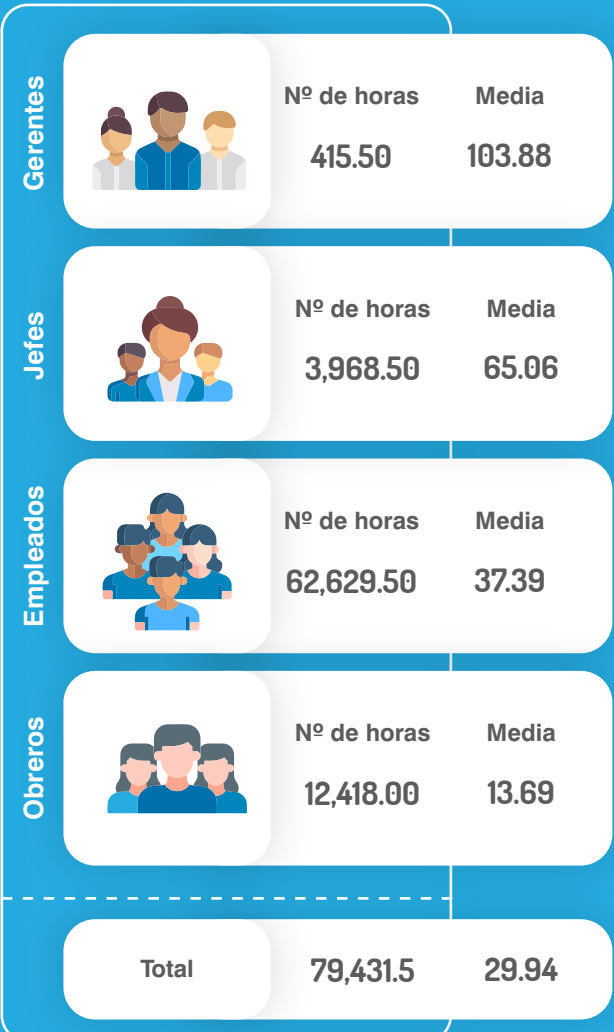 Gerentes
Nº de horas Media
415.50 103.88
Jefes
Nº de horas Media
3,968.50 65.06
Empleados
Nº de horas Media
62,629.50 37.39
Obreros
Nº de horas Media
12,418.00 13.69
Total 79,431.5 29.94